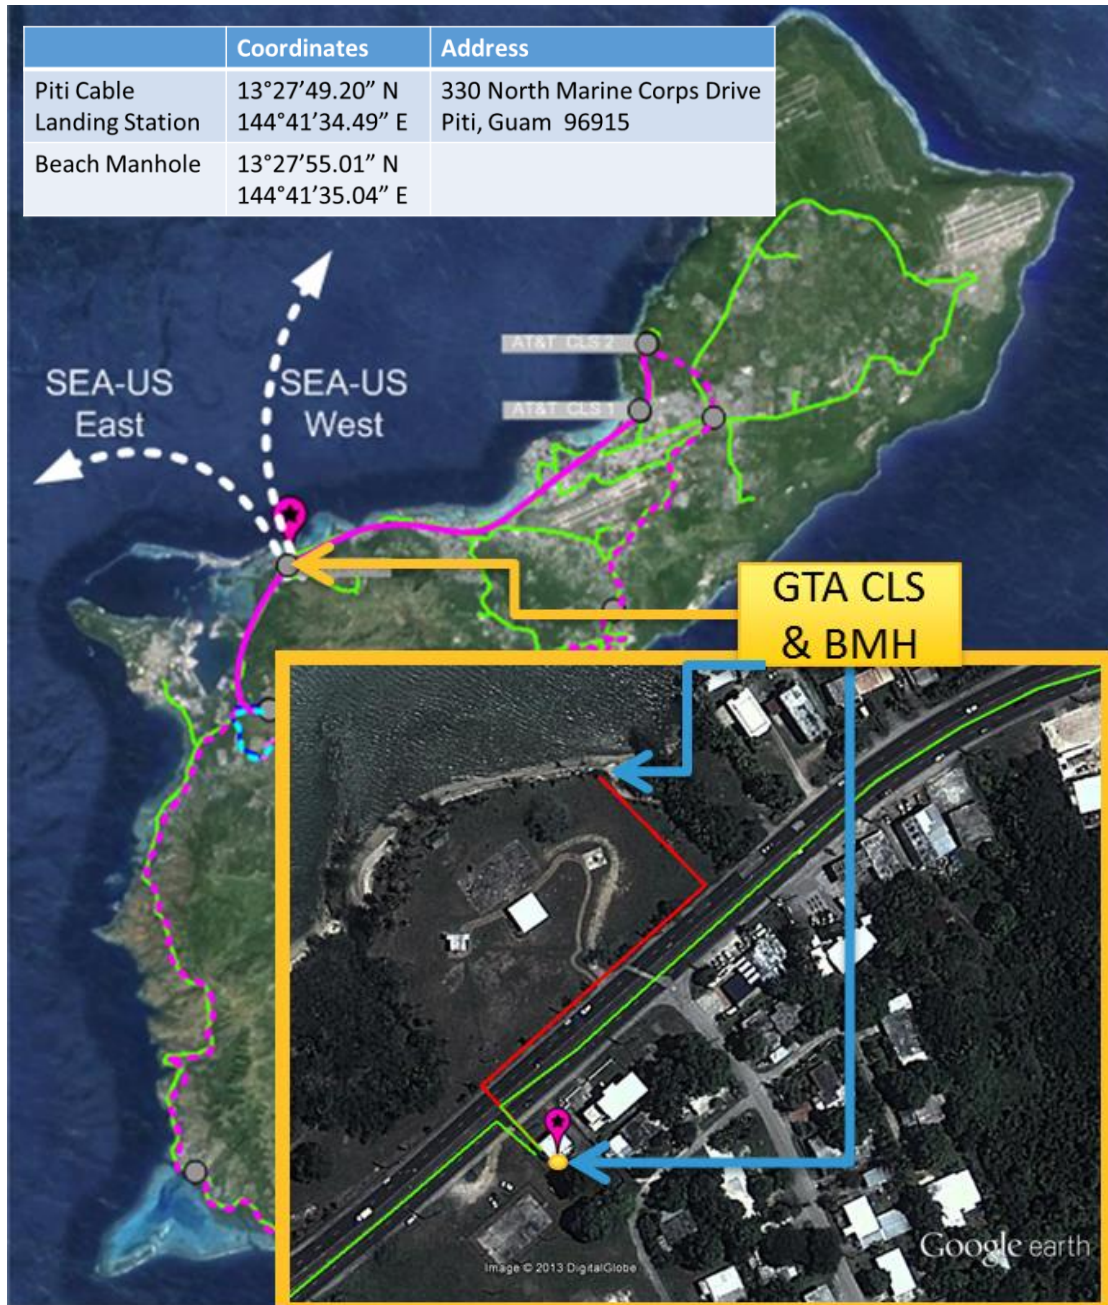 Coordinates Address
Piti Cable Landing Station 13°27’49.20” N 144°41’34.49” E 330 North Marine Corps Drive Piti, Guam  96915
Beach Manhole 13°27’55.01” N 144°41’35.04” E
AT&T CLS 2
SEA-US East
SEA-US West
AT&T CLS 1
GTA CLS
& BMH
Google earth
Image © 2013 DigitalGlobe